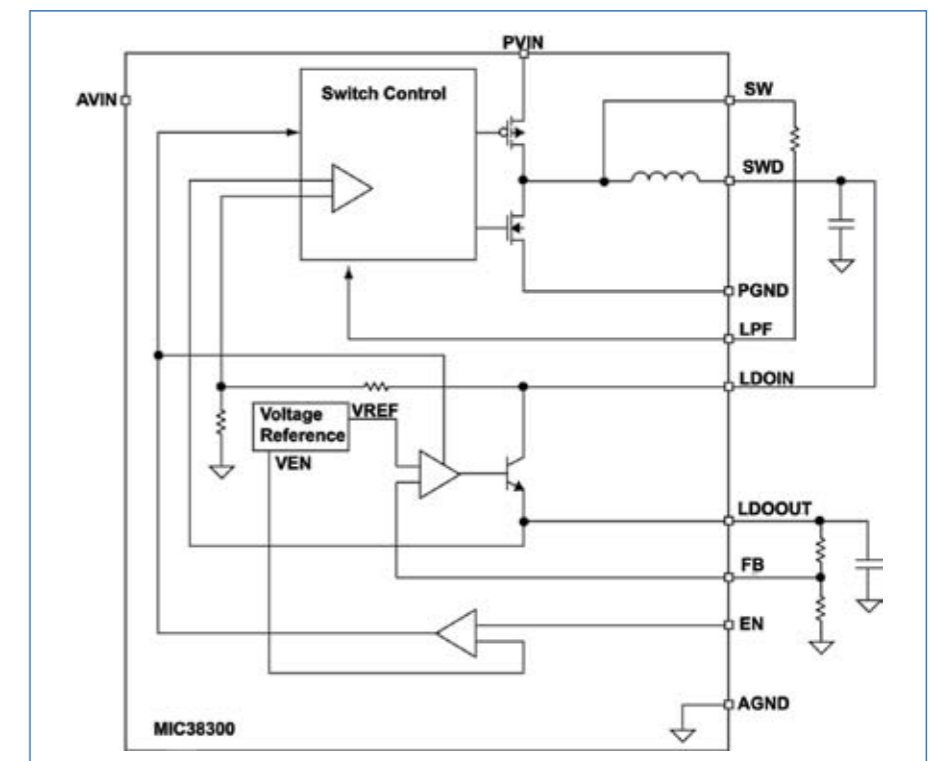 PVIN
AVIN
Switch Control
SW
SWD
PGND
LPF
LDOIN
Voltage
Reference
VREF
VEN
LDOOUT
FB
EN
AGND
MIC38300